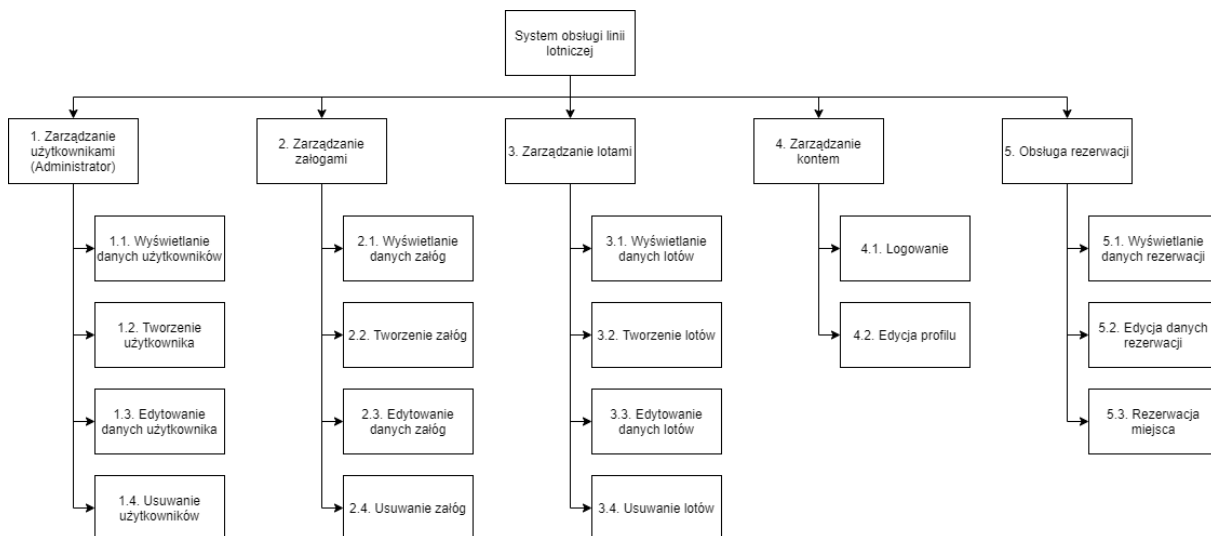 System obsługi linii
lotniczej
1. Zarządzanie
użytkownikami
(Administrator)
2. Zarządzanie
załogami
3. Zarządzanie lotami
4. Zarządzanie
kontem
5. Obsługa rezerwacji
1.1. Wyświetlanie
danych użytkowników
1.2. Tworzenie
użytkownika
1.3. Edytowanie
danych użytkownika
1.4. Usuwanie
użytkowników
2.1. Wyświetlanie
danych załóg
2.2. Tworzenie załóg
2.3. Edytowanie
danych załóg
2.4. Usuwanie załóg
3.1. Wyświetlanie
danych lotów
3.2. Tworzenie lotów
3.3. Edytowanie
danych lotów
3.4. Usuwanie lotów
4.1. Logowanie
4.2. Edycja profilu
5.1. Wyświetlanie
danych rezerwacji
5.2. Edycja danych
rezerwacji
5.3. Rezerwacja
miejsca